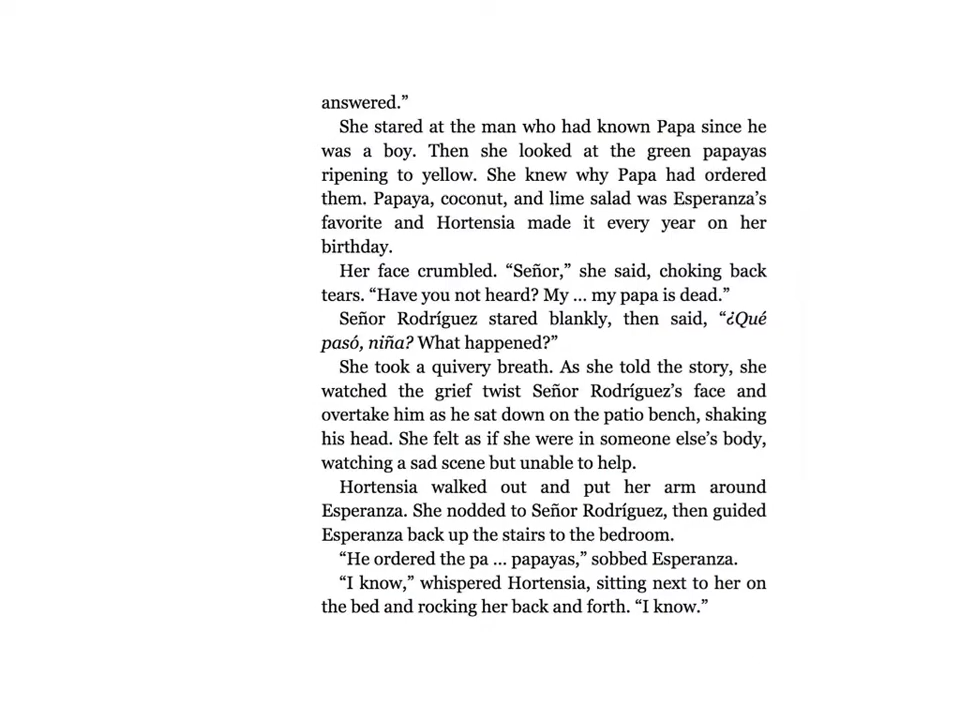 answered.”
She stared at the man who had known Papa since he
was a boy. Then she looked at the green papayas
ripening to yellow. She knew why Papa had ordered
them. Papaya, coconut, and lime salad was Esperanza’s
favorite and Hortensia made it every year on her
birthday.
Her face crumbled. “Señor,” she said, choking back
tears. “Have you not heard? My ... my papa is dead.”
Señor Rodríguez stared blankly, then said, “¿Qué
pasó, niña? What happened?”
She took a quivery breath. As she told the story, she
watched the grief twist Señor Rodríguez’s face and
overtake him as he sat down on the patio bench, shaking
his head. She felt as if she were in someone else’s body,
watching a sad scene but unable to help.
Hortensia walked out and put her arm around
Esperanza. She nodded to Señor Rodríguez, then guided
Esperanza back up the stairs to the bedroom.
“He ordered the pa ... papayas,” sobbed Esperanza.
“I know,” whispered Hortensia, sitting next to her on
the bed and rocking her back and forth. “I know.”